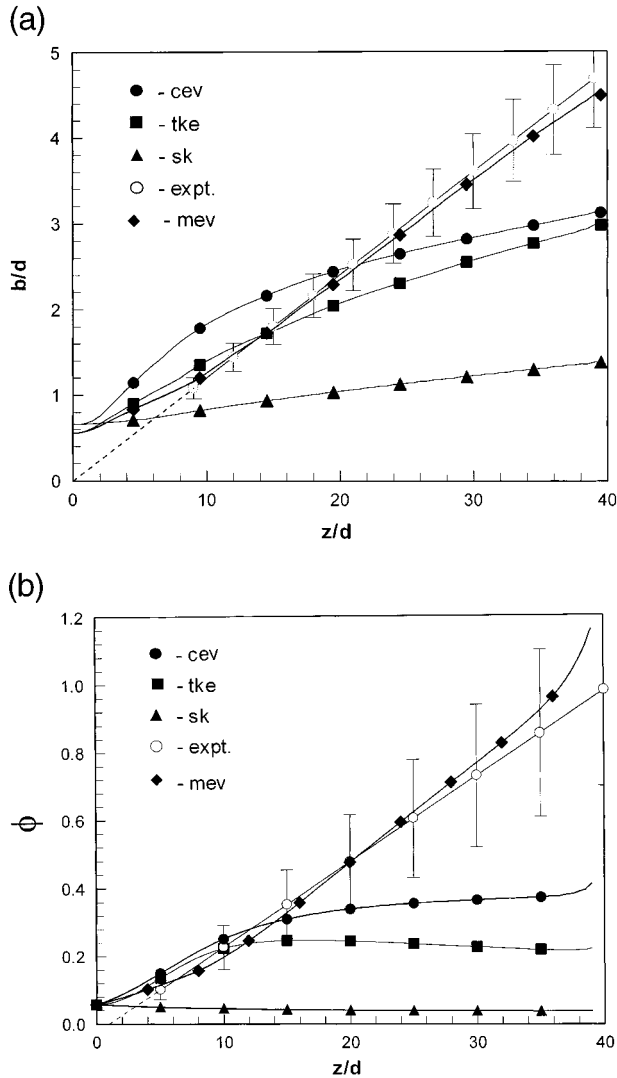 (a)
5
4
3
2
1
0
b/d
- cev
- tke
- sk
- expt.
- mev
0 10 20 30 40
z/d
(b)
1.2
1.0
0.8
0.6
0.4
0.2
0.0
ϕ
- cev
- tke
- sk
- expt.
- mev
0 10 20 30 40
z/d